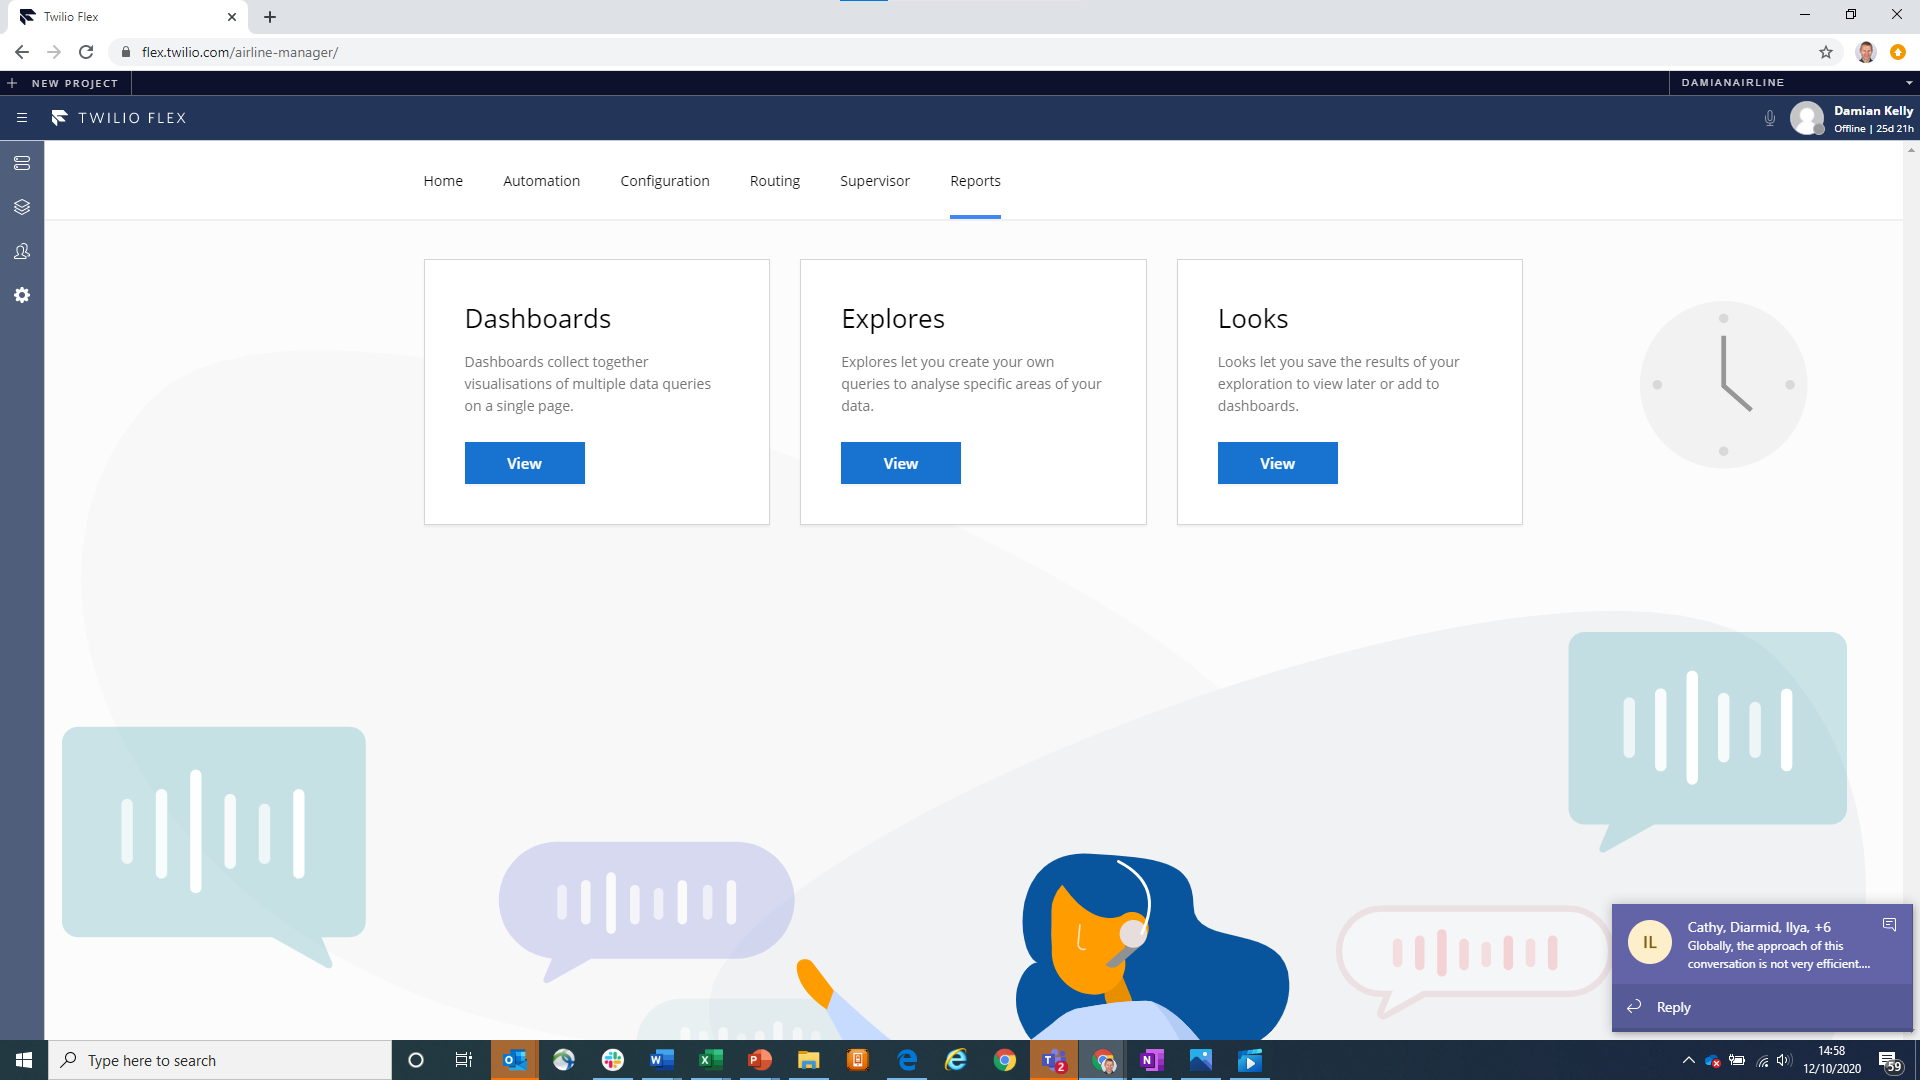 Twilio Flex
flex.twilio.com/airline-manager/
NEW PROJECT
DAMIANAIRLINE
TWILIO FLEX
Damian Kelly
Offline | 25d 21h
Home
Automation
Configuration
Routing
Supervisor
Reports
Dashboards
Dashboards collect together
visualisations of multiple data queries
on a single page.
View
Explores
Explores let you create your own
queries to analyse specific areas of your
data.
View
Looks
Looks let you save the results of your
exploration to view later or add to
dashboards.
View
IL
Cathy, Diarmid, Ilya, +6
Globally, the approach of this
conversation is not very efficient....
Reply
Type here to search
2
14:58
12/10/2020
59